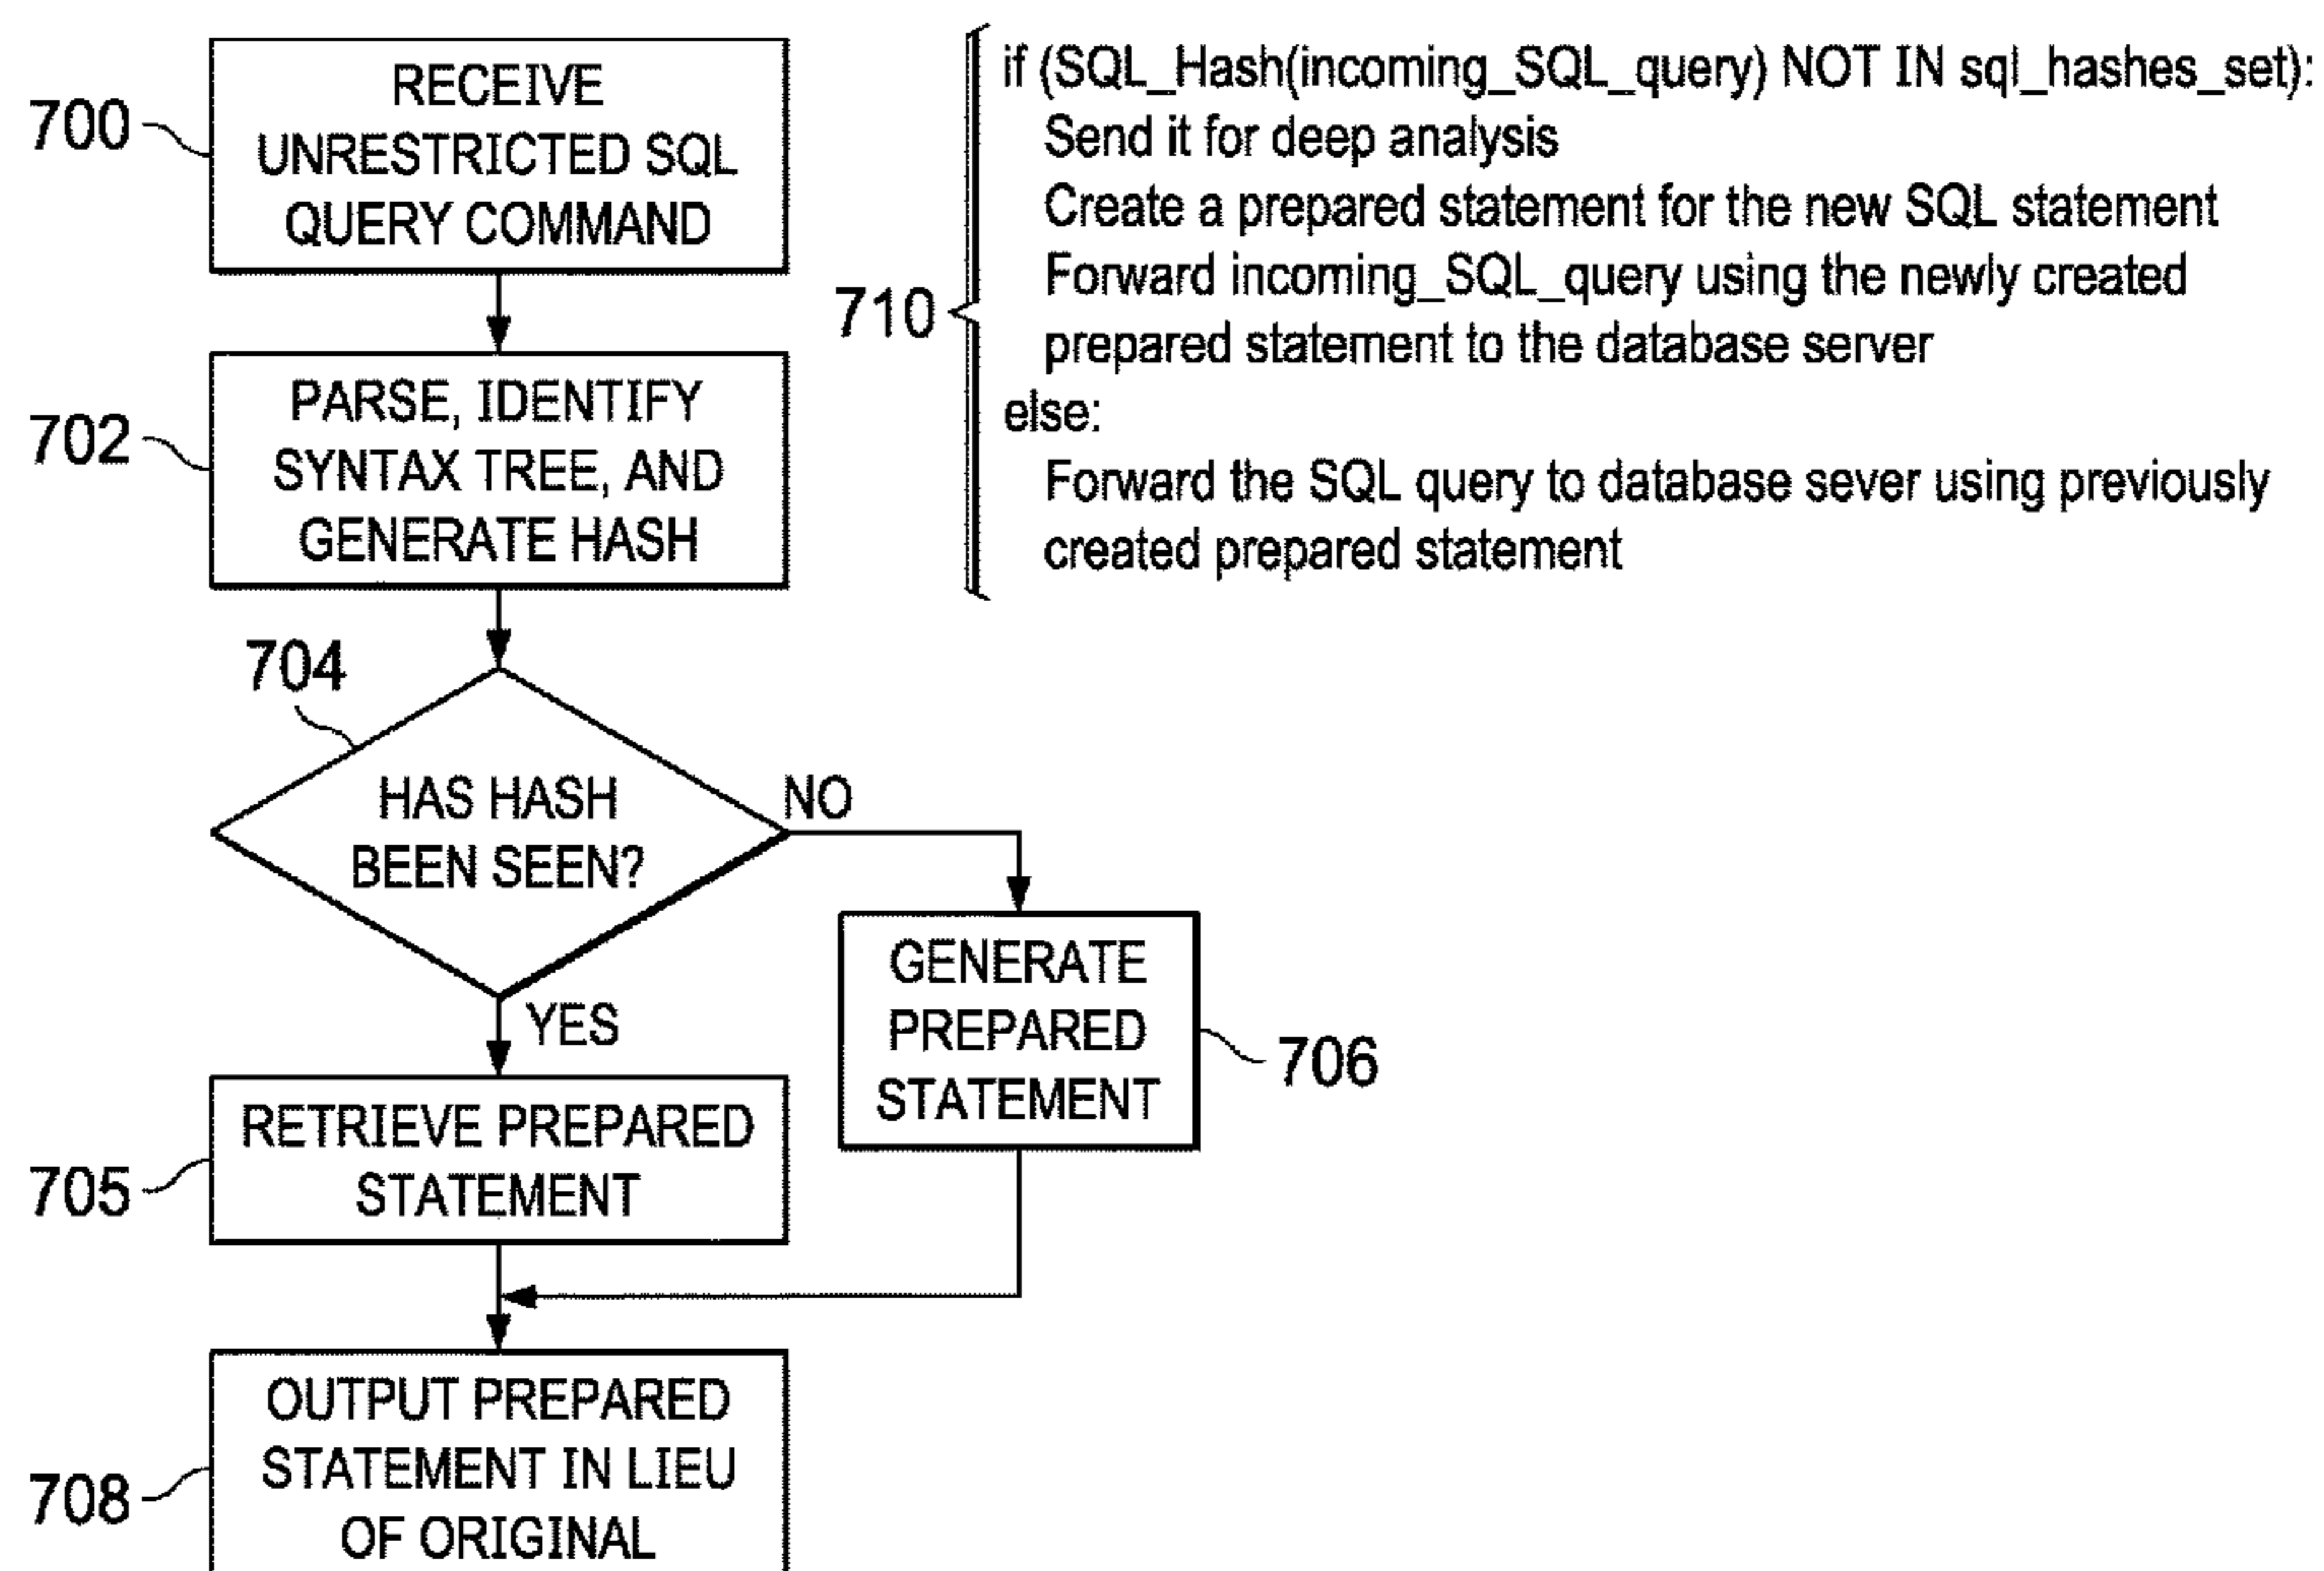 700
RECEIVE
UNRESTRICTED SQL
QUERY COMMAND
702
PARSE, IDENTIFY
SYNTAX TREE, AND
GENERATE HASH
710
if (SQL_Hash(incoming_SQL_query) NOT IN sql_hashes_set):
Send it for deep analysis
Create a prepared statement for the new SQL statement
Forward incoming_SQL_query using the newly created
prepared statement to the database server
else:
Forward the SQL query to database sever using previously
created prepared statement
704
HAS HASH
BEEN SEEN?
NO
YES
GENERATE
PREPARED
STATEMENT
706
705
RETRIEVE PREPARED
STATEMENT
708
OUTPUT PREPARED
STATEMENT IN LIEU
OF ORIGINAL